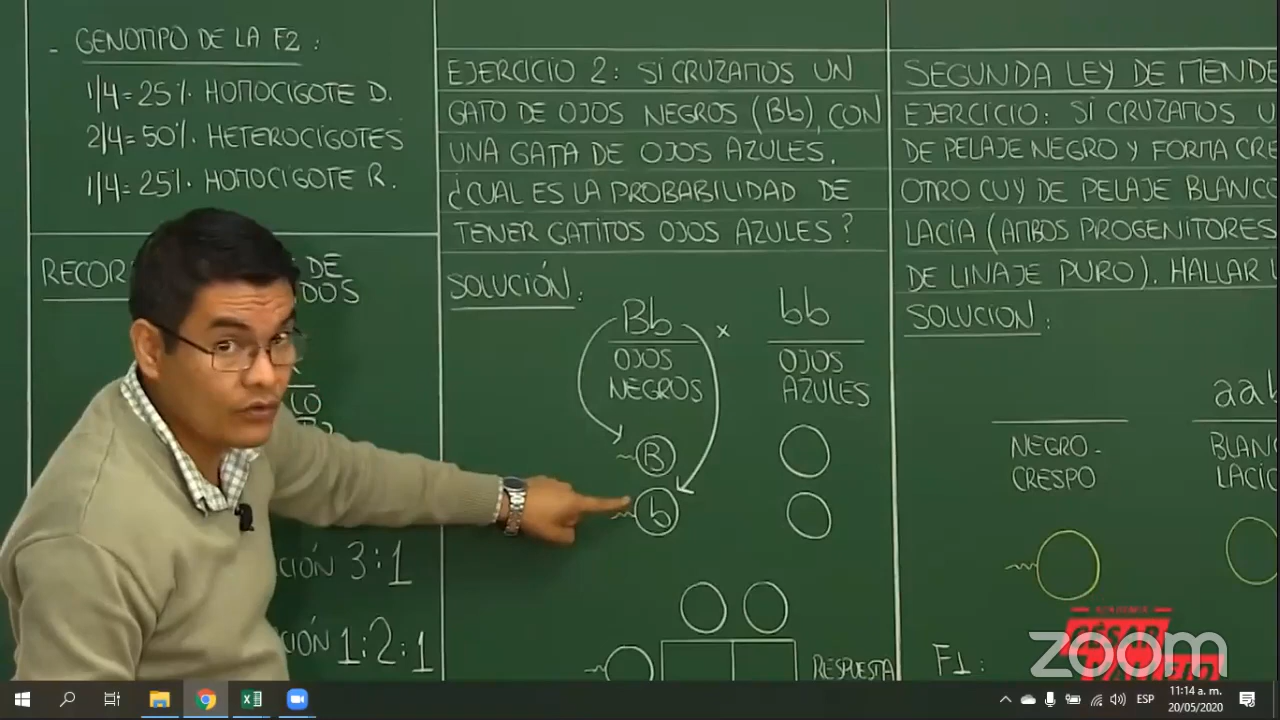 - GENOTIPO DE LA F2:
1/4=25%. HOMOCIGOTE D.
2/4=50%. HETEROCIGOTES
1/4=25%. HOMOCIGOTE R.
RECOR DE
DOS
CIÓN 3:1
CIÓN 1:2:1
EJERCICIO 2: SI CRUZAMOS UN
GATO DE OJOS NEGROS (Bb), CON
UNA GATA DE OJOS AZULES.
¿CUAL ES LA PROBABILIDAD DE
TENER GATITOS OJOS AZULES?
SOLUCIÓN:
Bb x bb
OJOS OJOS
NEGROS AZULES
B
b
RESPUESTA
SEGUNDA LEY DE MENDE
EJERCICIO: SI CRUZAMOS U
DE PELAJE NEGRO Y FORMA CRE
OTRO CUY DE PELAJE BLANCO
LACIA (AMBOS PROGENITORES
DE LINAJE PURO). HALLAR L
SOLUCION:
aab
NEGRO- BLAN
CRESPO LACIO
F1:
ACADEMIA
CÉSAR
VALLEJO
zoom
ESP
11:14 a. m.
20/05/2020